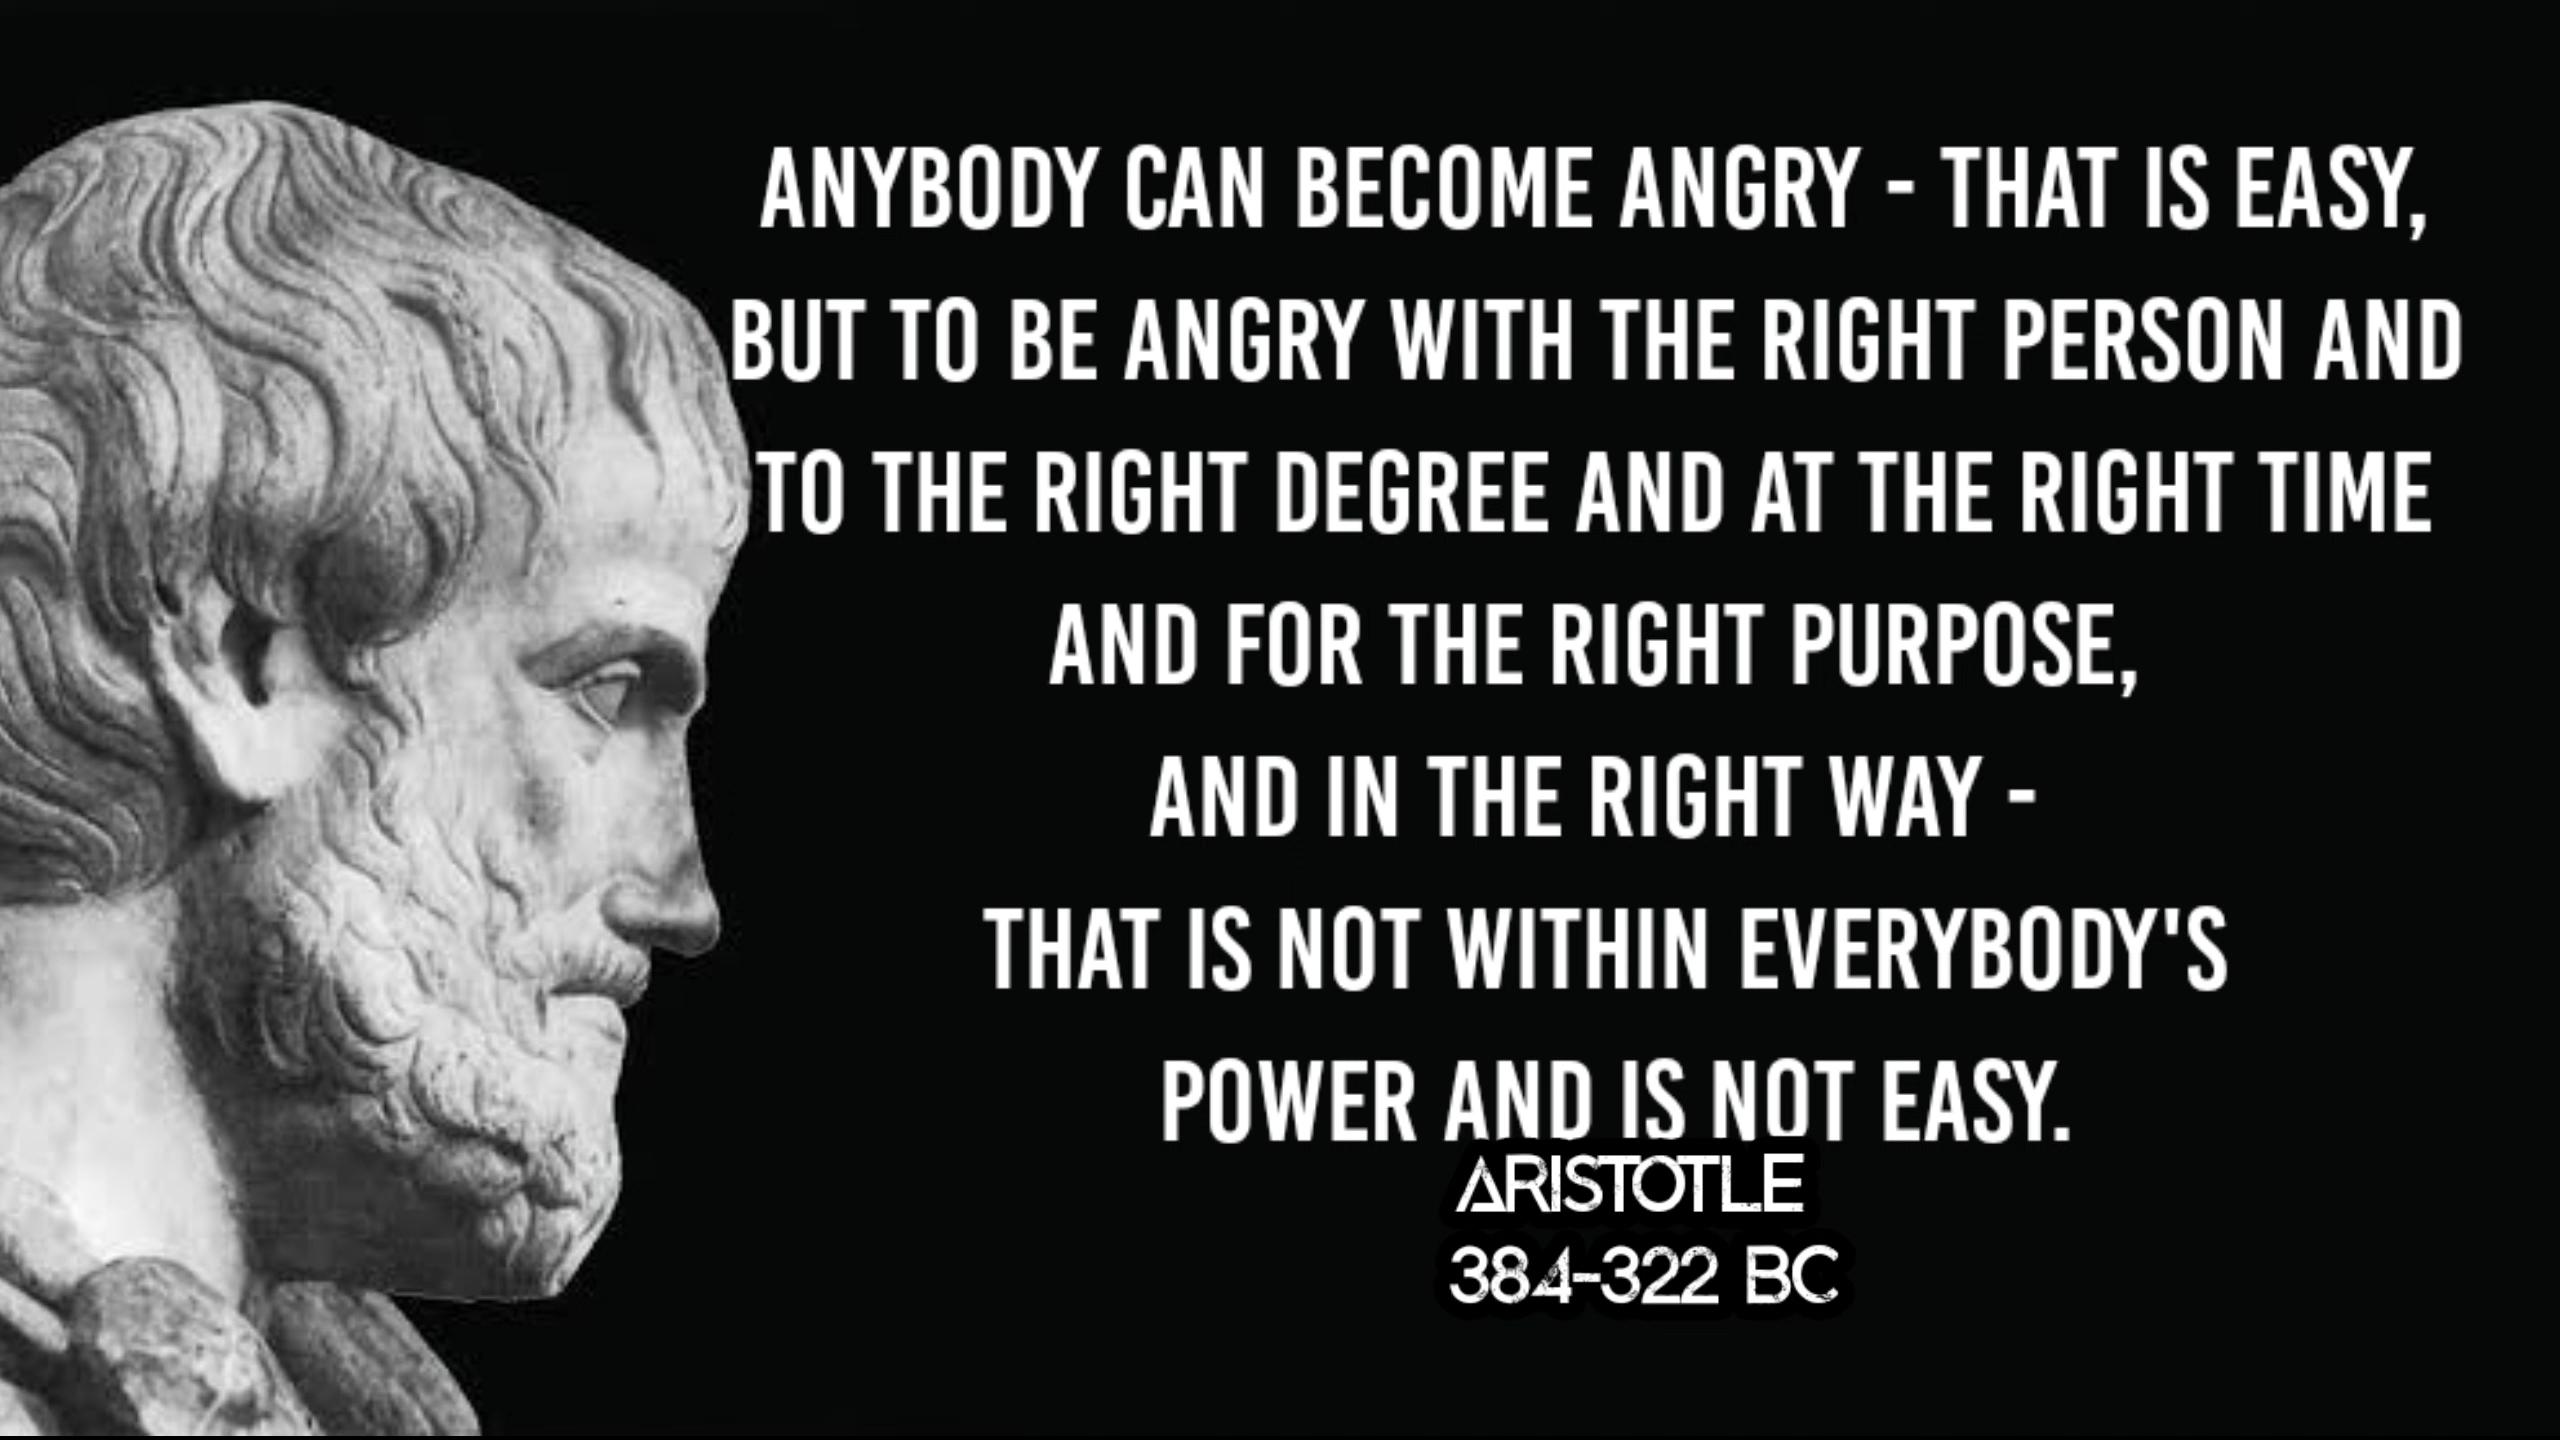 ANYBODY CAN BECOME ANGRY - THAT IS EASY,
BUT TO BE ANGRY WITH THE RIGHT PERSON AND
TO THE RIGHT DEGREE AND AT THE RIGHT TIME
AND FOR THE RIGHT PURPOSE,
AND IN THE RIGHT WAY -
THAT IS NOT WITHIN EVERYBODY'S
POWER AND IS NOT EASY.
ARISTOTLE
384-322 BC